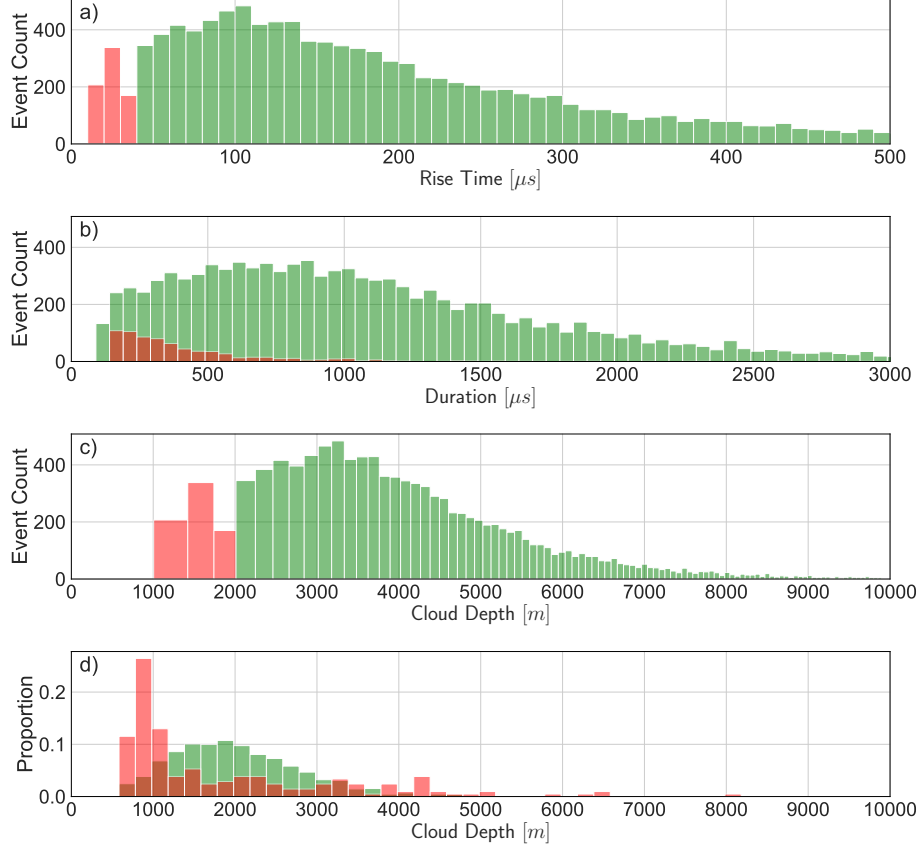 a)
Event Count
400
200
0
0 100 200 300 400 500
Rise Time [μs]
b)
Event Count
400
200
0
0 500 1000 1500 2000 2500 3000
Duration [μs]
c)
Event Count
400
200
0
0 1000 2000 3000 4000 5000 6000 7000 8000 9000 10000
Cloud Depth [m]
d)
Proportion
0.2
0.1
0.0
0 1000 2000 3000 4000 5000 6000 7000 8000 9000 10000
Cloud Depth [m]